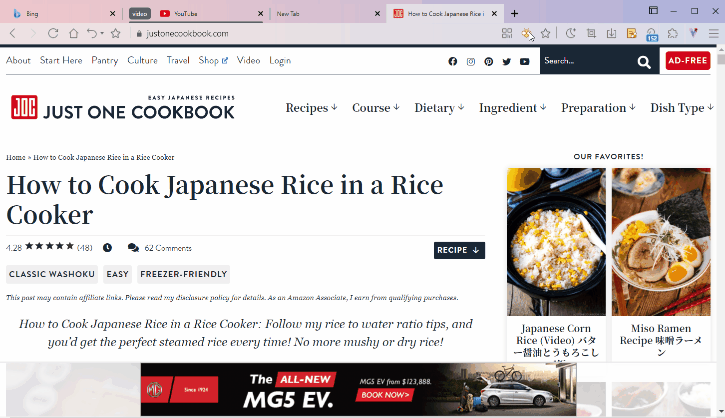 Bing
video
YouTube
New Tab
How to Cook Japanese Rice i
justonecookbook.com
152
About
Start Here
Pantry
Culture
Travel
Shop
Video
Login
Search...
AD-FREE
JOC
EASY JAPANESE RECIPES
JUST ONE COOKBOOK
Recipes
Course
Dietary
Ingredient
Preparation
Dish Type
Home » How to Cook Japanese Rice in a Rice Cooker
How to Cook Japanese Rice in a Rice
Cooker
4.28 ★★★★★ (48)
62 Comments
RECIPE
CLASSIC WASHOKU
EASY
FREEZER-FRIENDLY
This post may contain affiliate links. Please read my disclosure policy for details. As an Amazon Associate, I earn from qualifying purchases.
How to Cook Japanese Rice in a Rice Cooker: Follow my rice to water ratio tips, and
you'd get the perfect steamed rice every time! No more mushy or dry rice!
OUR FAVORITES!
Japanese Corn
Rice (Video) バタ
ー醤油とうもろこし
Miso Ramen
Recipe 味噌ラーメ
ン
MG
Since 1924
The ALL-NEW
MG5 EV.
MG5 EV from $123,888.
BOOK NOW>